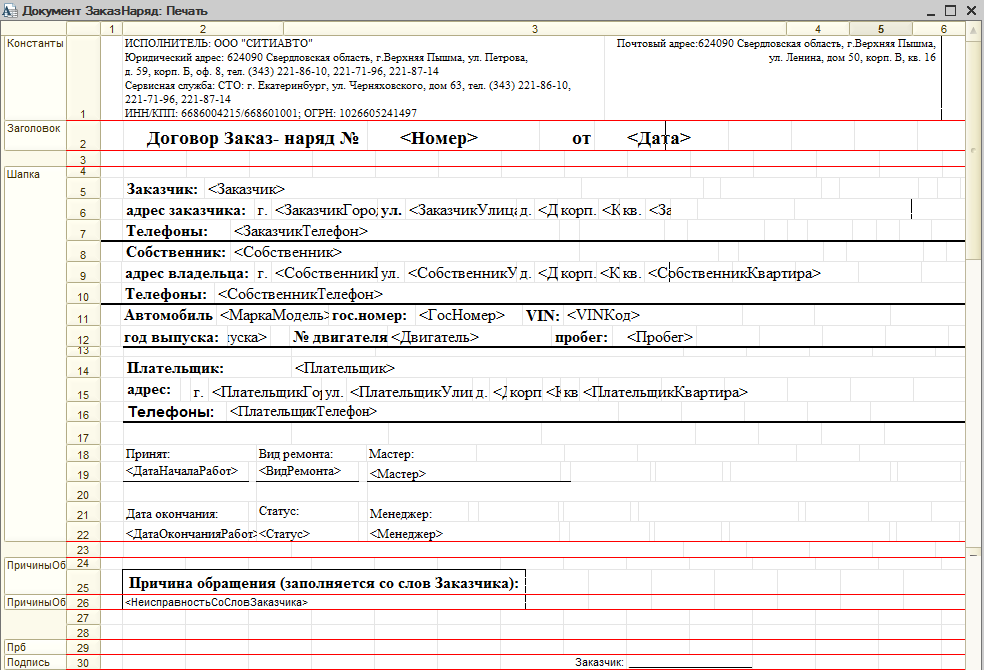 Документ ЗаказНаряд: Печать
1 2 3 4 5 6
Константы
ИСПОЛНИТЕЛЬ: ООО "СИТИАВТО"
Почтовый адрес:624090 Свердловская область, г.Верхняя Пышма,
Юридический адрес: 624090 Свердловская область, г.Верхняя Пышма, ул. Петрова,
ул. Ленина, дом 50, корп. В, кв. 16
д. 59, корп. Б, оф. 8, тел. (343) 221-86-10, 221-71-96, 221-87-14
Сервисная служба: СТО: г. Екатеринбург, ул. Черняховского, дом 63, тел. (343) 221-86-10,
221-71-96, 221-87-14
1 ИНН/КПП: 6686004215/668601001; ОГРН: 1026605241497
Заголовок
2 Договор Заказ- наряд № <Номер> от <Дата>
3
Шапка 4
5 Заказчик: <Заказчик>
6 адрес заказчика: г. <ЗаказчикГоро ул. <ЗаказчикУлица д. <Д корп. <К кв. <За
7 Телефоны: <ЗаказчикТелефон>
8 Собственник: <Собственник>
9 адрес владельца: г. <СобственникI ул. <СобственникУ д. <Д корп. <К кв. <СобственникКвартира>
10 Телефоны: <СобственникТелефон>
11 Автомобиль <МаркаМодель> гос.номер: <ГосНомер> VIN: <VINКод>
12 год выпуска: уска> № двигателя <Двигатель> пробег: <Пробег>
13
14 Плательщик: <Плательщик>
15 адрес: г. <ПлательщикГо ул. <ПлательщикУлиц д. <Д корп <К кв <ПлательщикКвартира>
16 Телефоны: <ПлательщикТелефон>
17
18 Принят: Вид ремонта: Мастер:
19 <ДатаНачалаРабот> <ВидРемонта> <Мастер>
20
21 Дата окончания: Статус: Менеджер:
22 <ДатаОкончанияРабот> <Статус> <Менеджер>
23
ПричиныОб 24
25 Причина обращения (заполняется со слов Заказчика):
ПричиныОб 26 <НеисправностьСоСловЗаказчика>
27
28
Прб 29
Подпись 30 Заказчик: